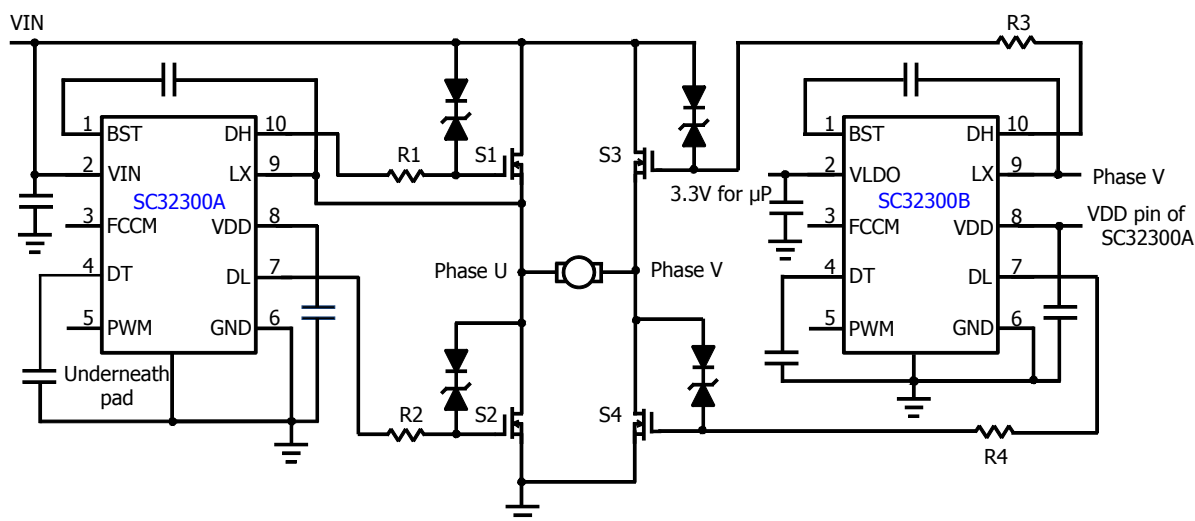 VIN
R3
1
BST
DH
10
2
VIN
LX
9
SC32300A
3
FCCM
VDD
8
4
DT
DL
7
5
PWM
GND
6
Underneath
pad
R1
S1
R2
S2
Phase U
Phase V
S3
S4
3.3V for µP
1
BST
DH
10
2
VLDO
LX
9
SC32300B
3
FCCM
VDD
8
4
DT
DL
7
5
PWM
GND
6
Phase V
VDD pin of
SC32300A
R4